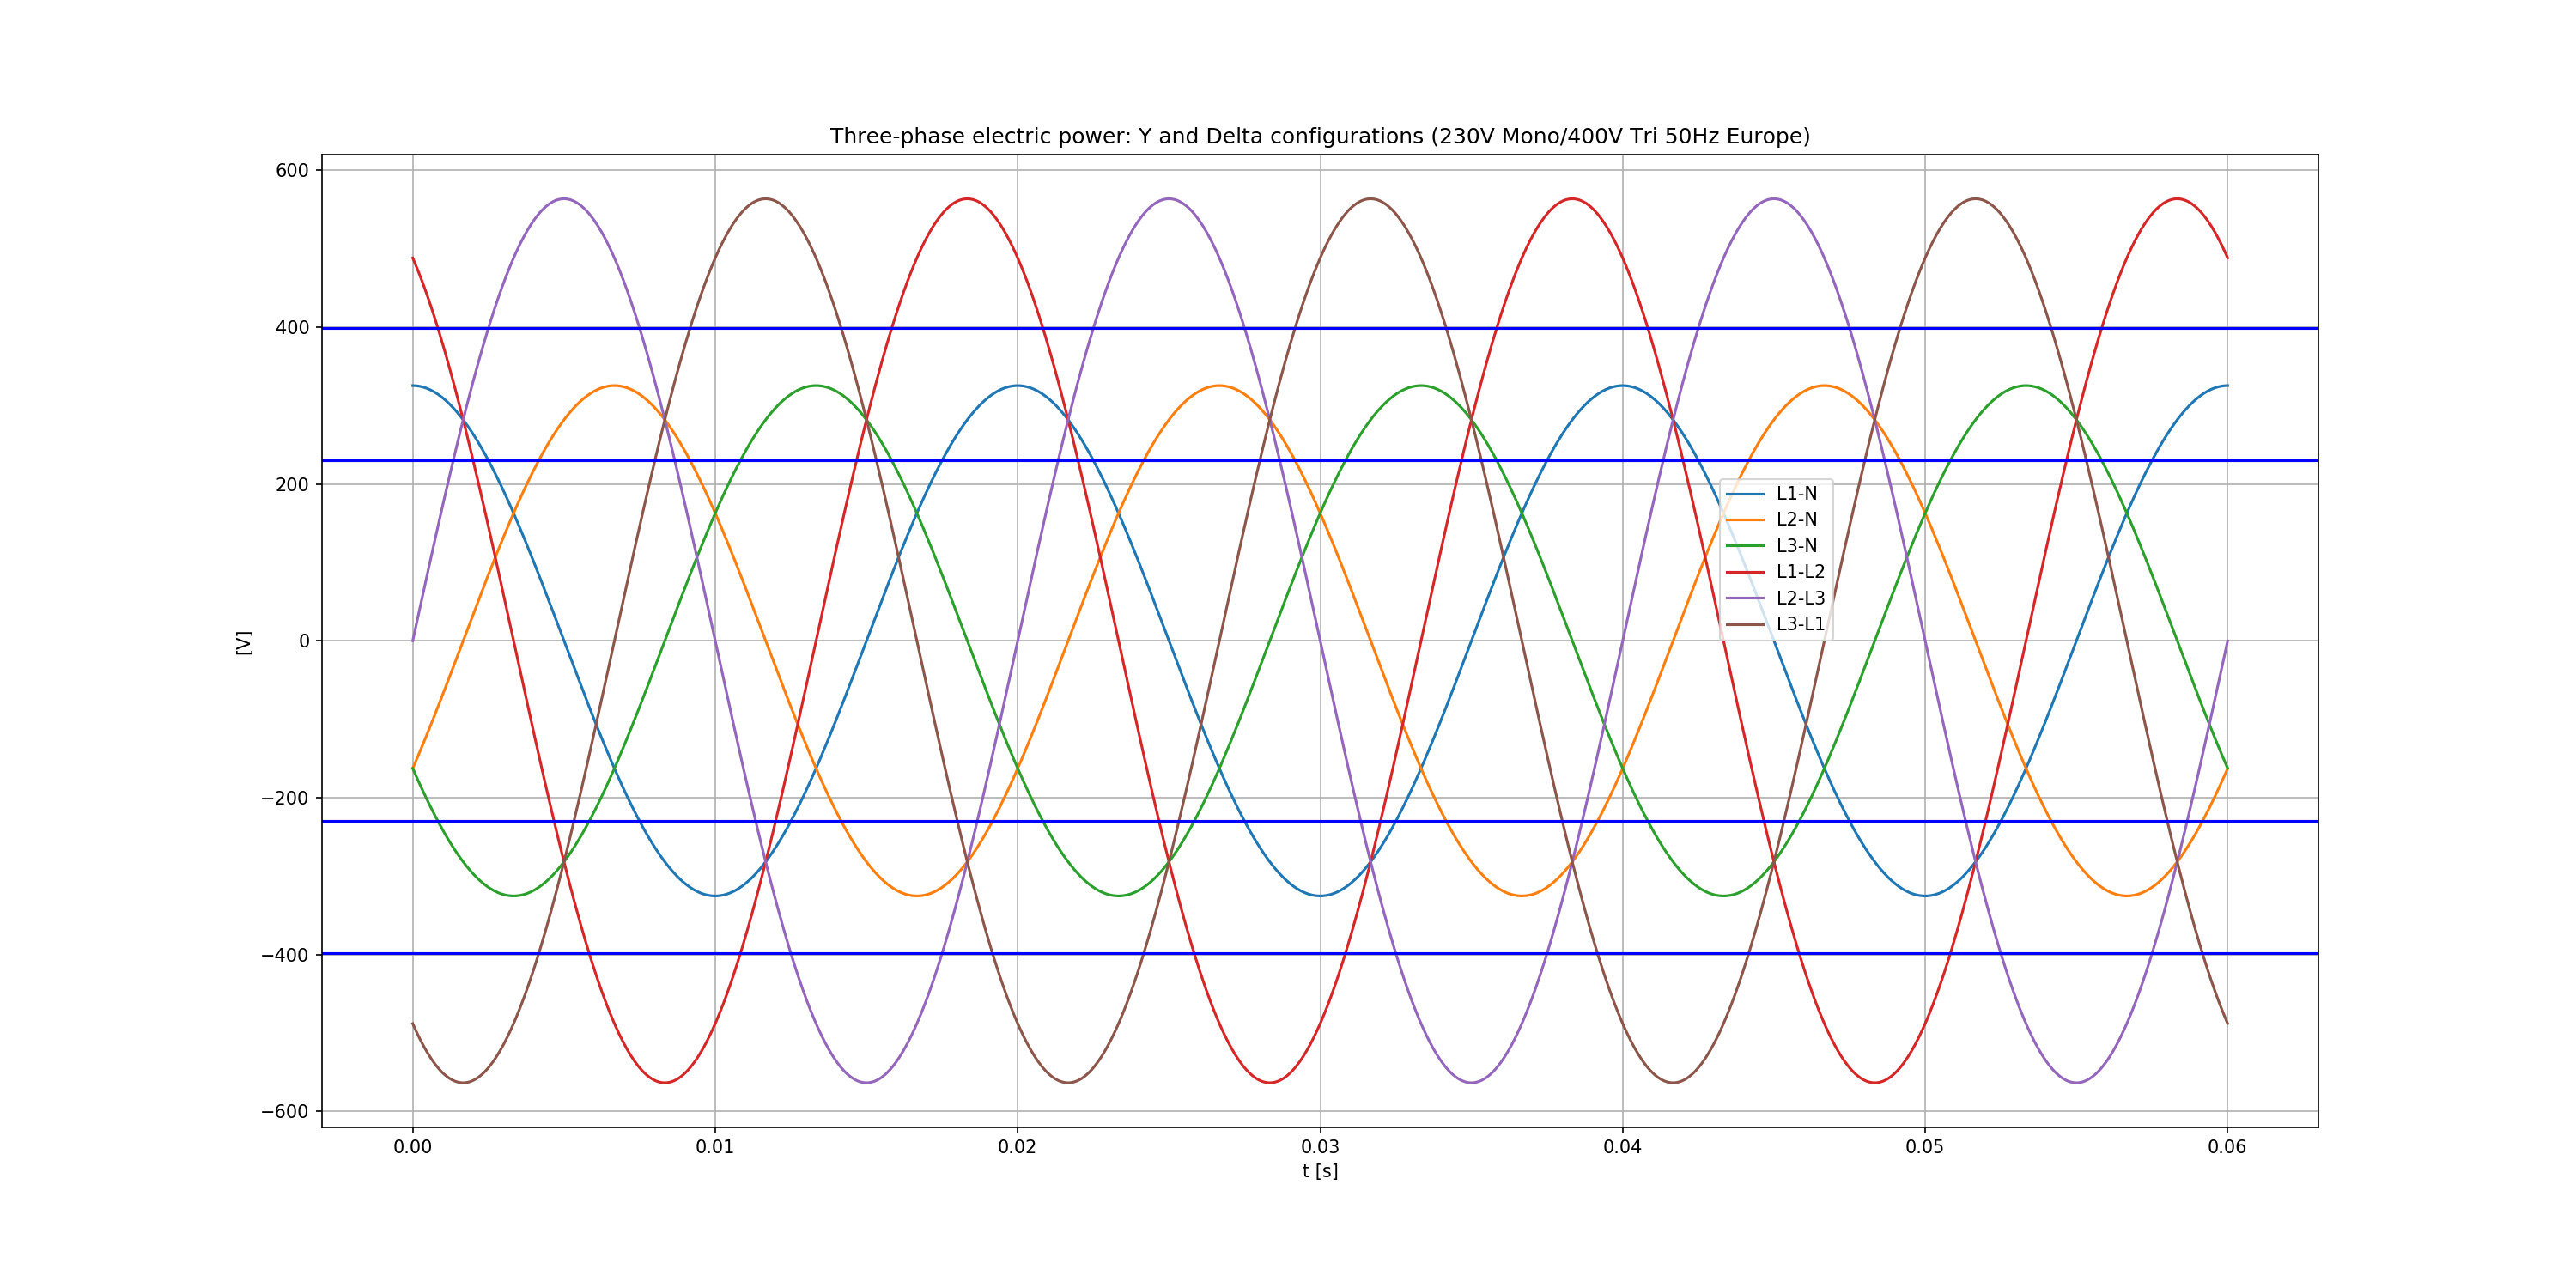 Three-phase electric power: Y and Delta configurations (230V Mono/400V Tri 50Hz Europe)
600
400
200
0
−200
−400
−600
[V]
L1-N
L2-N
L3-N
L1-L2
L2-L3
L3-L1
0.00 0.01 0.02 0.03 0.04 0.05 0.06
t [s]